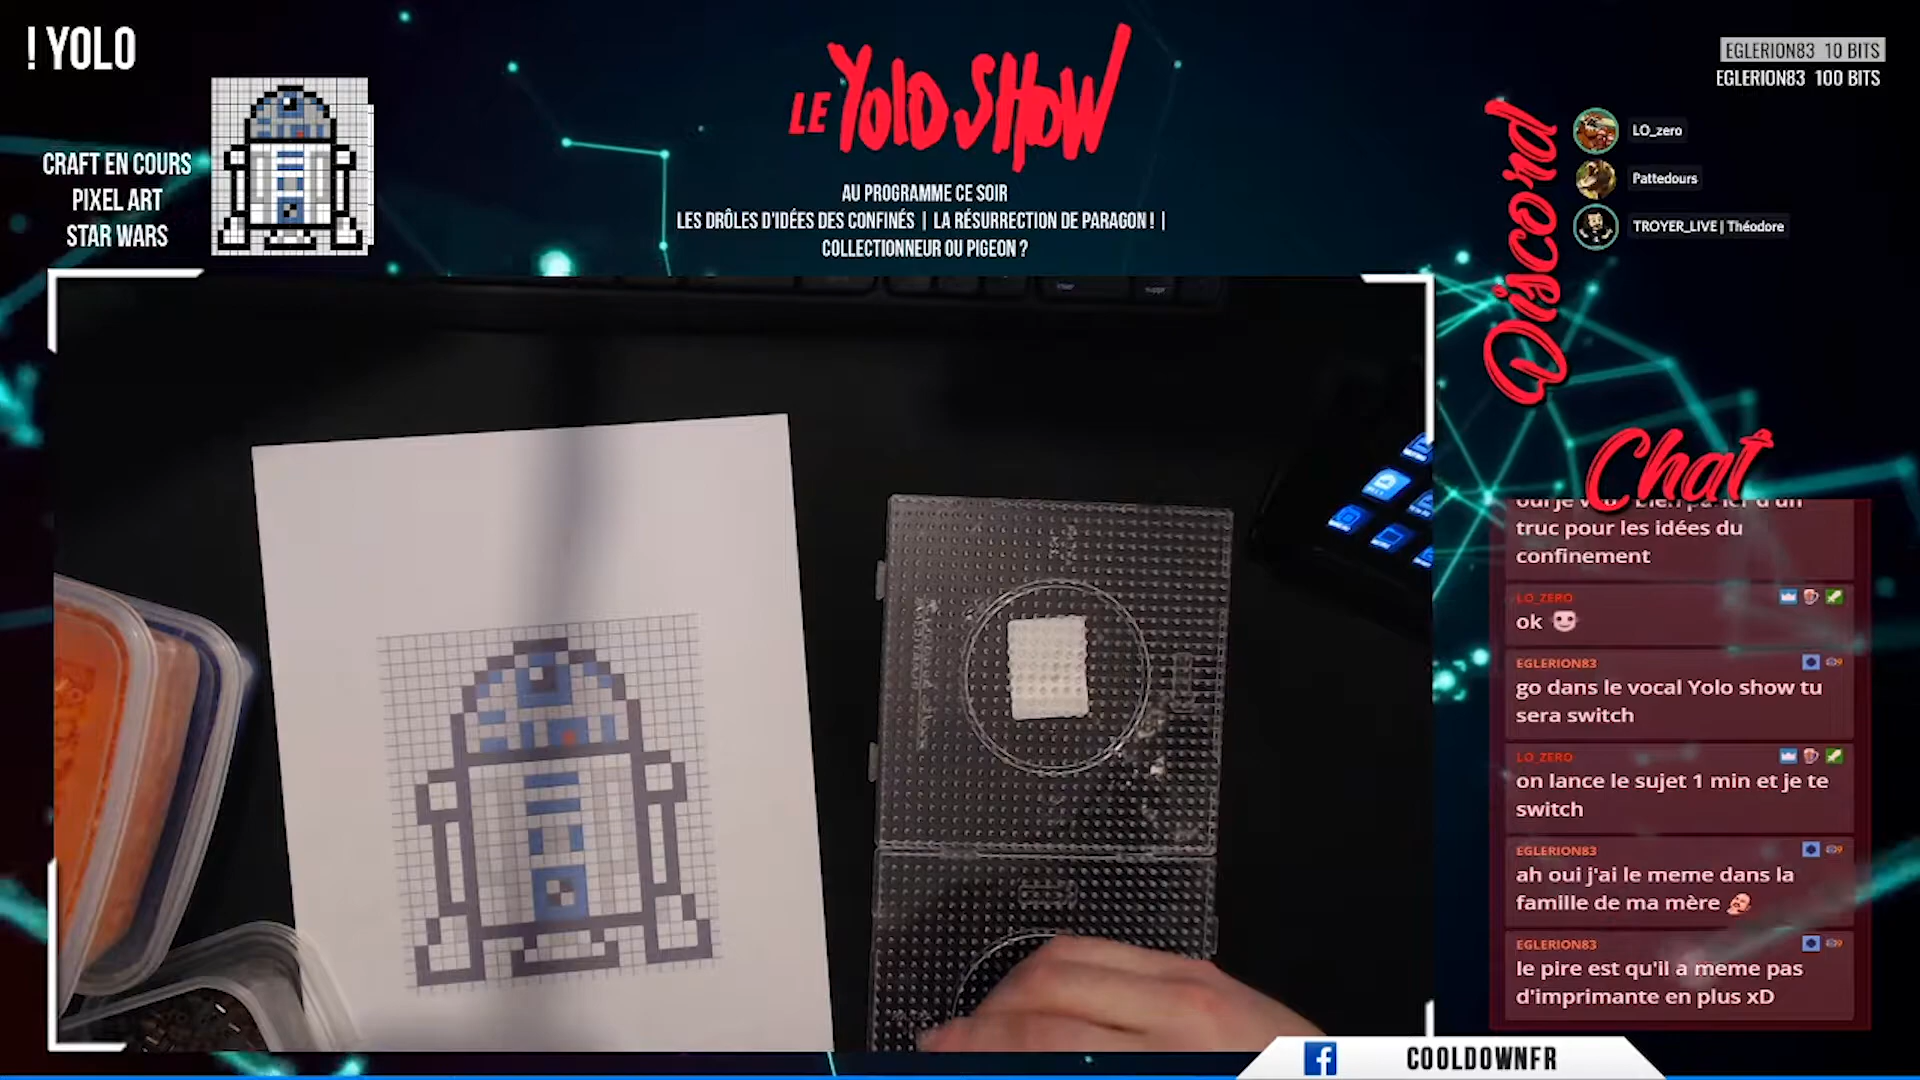 ! YOLO
CRAFT EN COURS
PIXEL ART
STAR WARS
LE YOLO SHOW
AU PROGRAMME CE SOIR
LES DRÔLES D'IDÉES DES CONFINÉS | LA RÉSURRECTION DE PARAGON ! |
COLLECTIONNEUR OU PIGEON ?
EGLERION83 10 BITS
EGLERION83 100 BITS
Discord
LO_zero
Pattedours
TROYER_LIVE | Théodore
Chat
oui je
truc pour les idées du
confinement
LO_ZERO
ok
EGLERION83
go dans le vocal Yolo show tu
sera switch
LO_ZERO
on lance le sujet 1 min et je te
switch
EGLERION83
ah oui j'ai le meme dans la
famille de ma mère
EGLERION83
le pire est qu'il a meme pas
d'imprimante en plus xD
inser
suppr
COOLDOWNFR